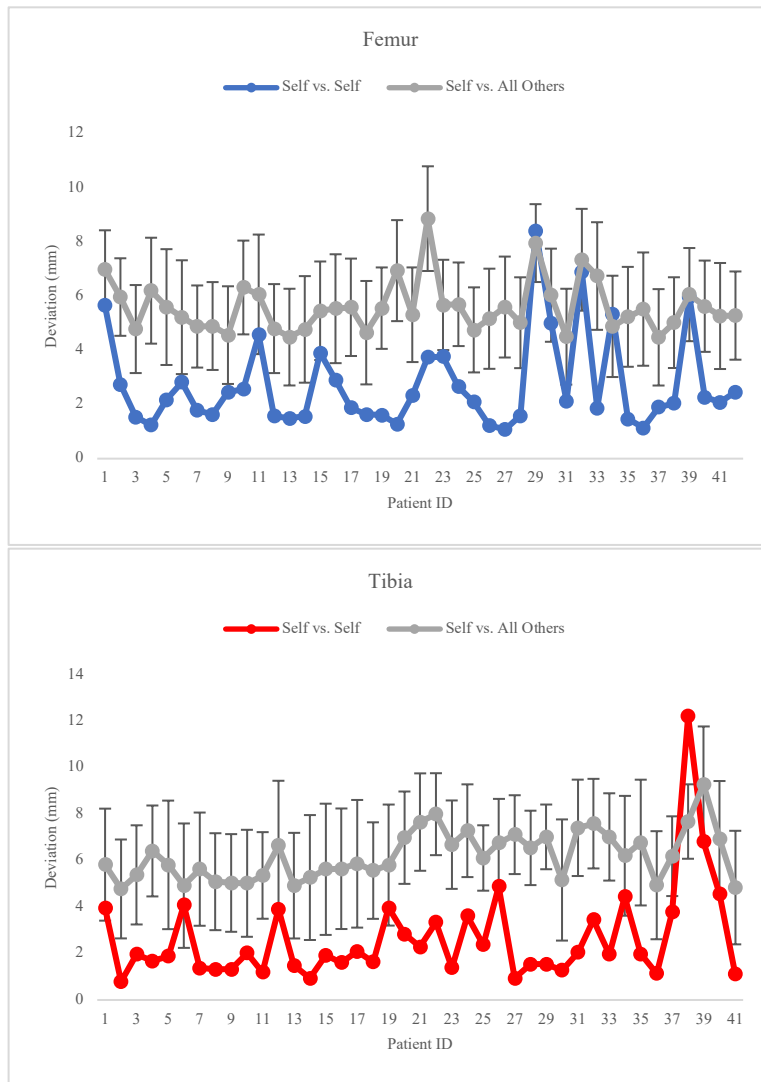 Femur
Self vs. Self Self vs. All Others
12
10
8
6
4
2
0
Deviation (mm)
1 3 5 7 9 11 13 15 17 19 21 23 25 27 29 31 33 35 37 39 41
Patient ID
Tibia
Self vs. Self Self vs. All Others
14
12
10
8
6
4
2
0
Deviation (mm)
1 3 5 7 9 11 13 15 17 19 21 23 25 27 29 31 33 35 37 39 41
Patient ID